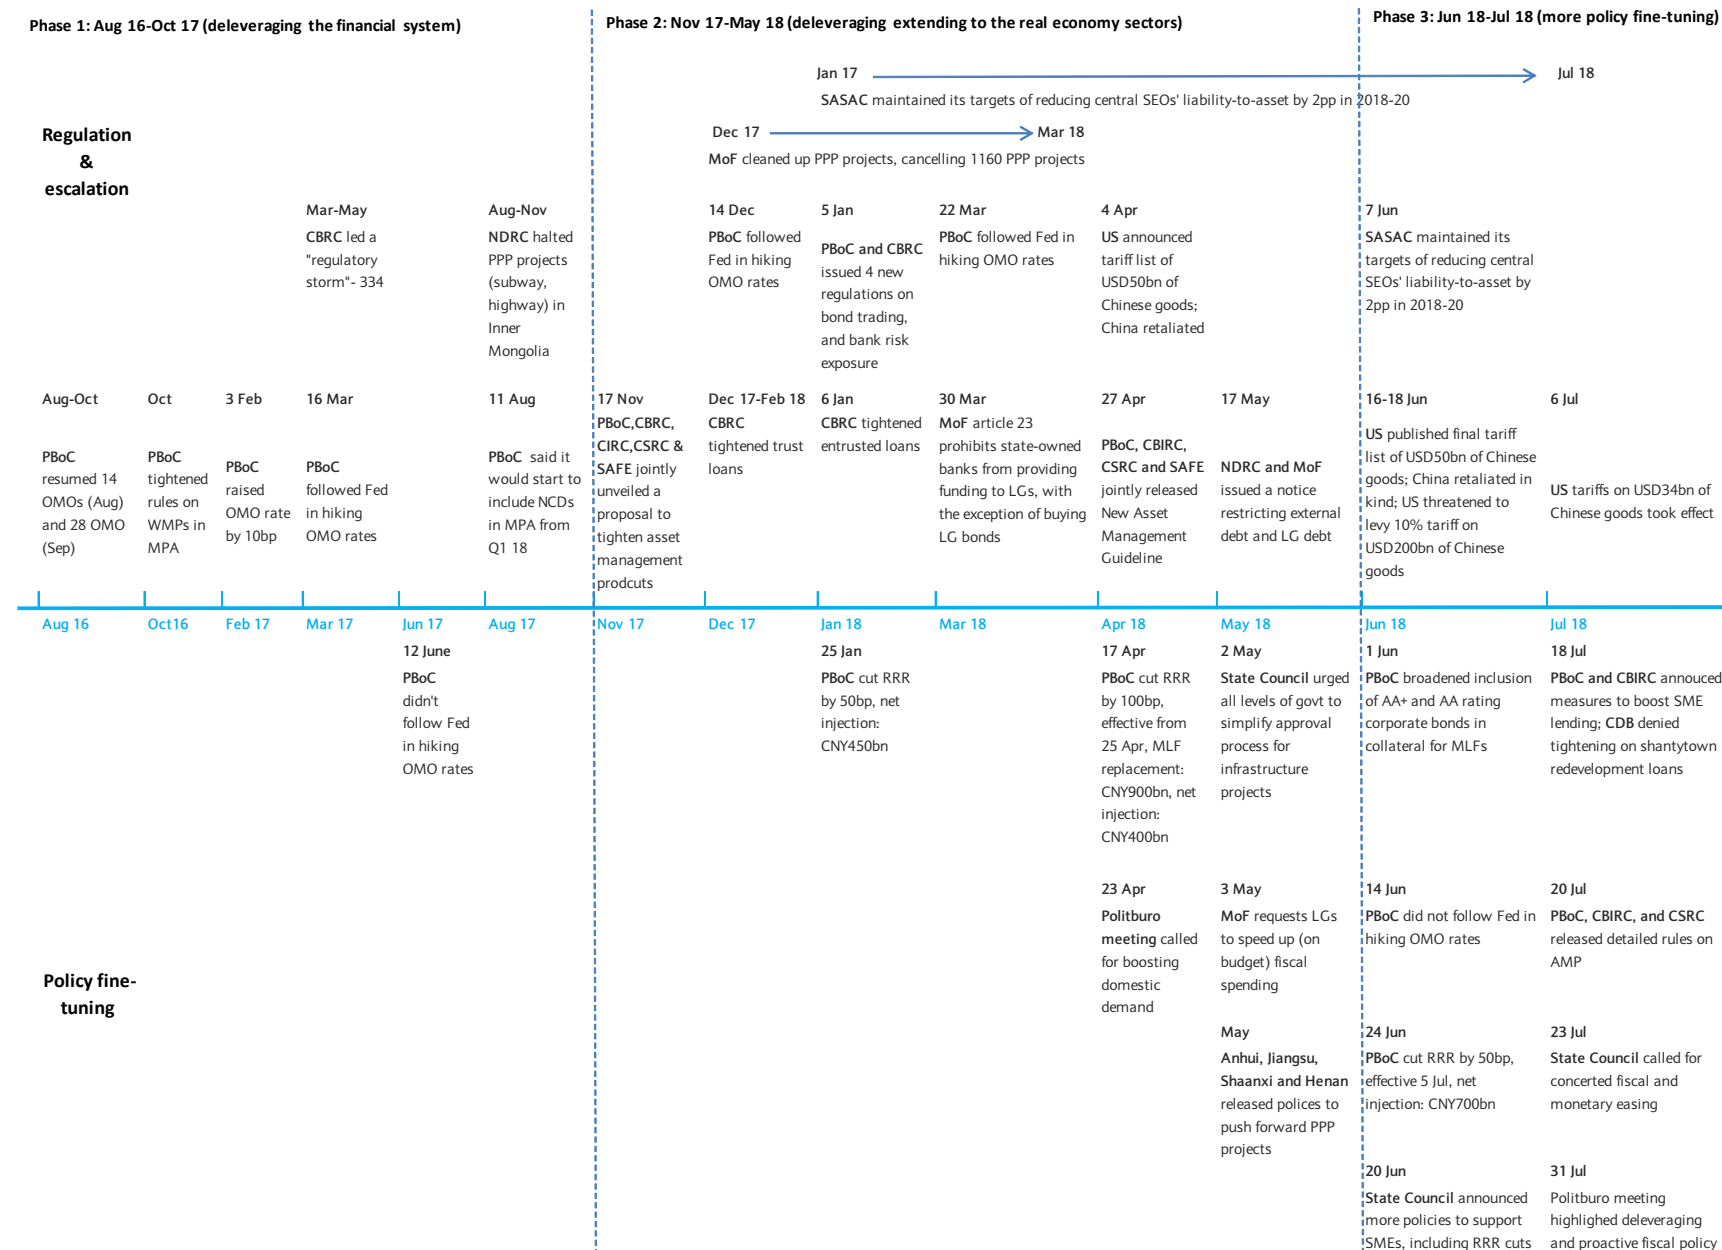 Phase 1: Aug 16-Oct 17 (deleveraging the financial system)
Phase 2: Nov 17-May 18 (deleveraging extending to the real economy sectors)
Phase 3: Jun 18-Jul 18 (more policy fine-tuning)
Jan 17
Jul 18
SASAC maintained its targets of reducing central SEOs' liability-to-asset by 2pp in 2018-20
Dec 17
Mar 18
MoF cleaned up PPP projects, cancelling 1160 PPP projects
Regulation
&
escalation
Mar-May
CBRC led a
"regulatory
storm"- 334
Aug-Nov
NDRC halted
PPP projects
(subway,
highway) in
Inner
Mongolia
14 Dec
PBoC followed
Fed in hiking
OMO rates
5 Jan
PBoC and CBRC
issued 4 new
regulations on
bond trading,
and bank risk
exposure
22 Mar
PBoC followed Fed in
hiking OMO rates
4 Apr
US announced
tariff list of
USD50bn of
Chinese goods;
China retaliated
7 Jun
SASAC maintained its
targets of reducing central
SEOs' liability-to-asset by
2pp in 2018-20
Aug-Oct
PBoC
resumed 14
OMOs (Aug)
and 28 OMO
(Sep)
Oct
PBoC
tightened
rules on
WMPs in
MPA
3 Feb
PBoC
raised
OMO rate
by 10bp
16 Mar
PBoC
followed Fed
in hiking
OMO rates
11 Aug
PBoC said it
would start to
include NCDs
in MPA from
Q1 18
17 Nov
PBoC,CBRC,
CIRC,CSRC &
SAFE jointly
unveiled a
proposal to
tighten asset
management
prodcuts
Dec 17-Feb 18
CBRC
tightened trust
loans
6 Jan
CBRC tightened
entrusted loans
30 Mar
MoF article 23
prohibits state-owned
banks from providing
funding to LGs, with
the exception of buying
LG bonds
27 Apr
PBoC, CBIRC,
CSRC and SAFE
jointly released
New Asset
Management
Guideline
17 May
NDRC and MoF
issued a notice
restricting external
debt and LG debt
16-18 Jun
US published final tariff
list of USD50bn of Chinese
goods; China retaliated in
kind; US threatened to
levy 10% tariff on
USD200bn of Chinese
goods
6 Jul
US tariffs on USD34bn of
Chinese goods took effect
Aug 16
Oct16
Feb 17
Mar 17
Jun 17
Aug 17
Nov 17
Dec 17
Jan 18
Mar 18
Apr 18
May 18
Jun 18
Jul 18
12 June
PBoC
didn't
follow Fed
in hiking
OMO rates
25 Jan
PBoC cut RRR
by 50bp, net
injection:
CNY450bn
17 Apr
PBoC cut RRR
by 100bp,
effective from
25 Apr, MLF
replacement:
CNY900bn, net
injection:
CNY400bn
2 May
State Council urged
all levels of govt to
simplify approval
process for
infrastructure
projects
1 Jun
PBoC broadened inclusion
of AA+ and AA rating
corporate bonds in
collateral for MLFs
18 Jul
PBoC and CBIRC annouced
measures to boost SME
lending; CDB denied
tightening on shantytown
redevelopment loans
Policy fine-
tuning
23 Apr
Politburo
meeting called
for boosting
domestic
demand
3 May
MoF requests LGs
to speed up (on
budget) fiscal
spending
14 Jun
PBoC did not follow Fed in
hiking OMO rates
20 Jul
PBoC, CBIRC, and CSRC
released detailed rules on
AMP
May
Anhui, Jiangsu,
Shaanxi and Henan
released polices to
push forward PPP
projects
24 Jun
PBoC cut RRR by 50bp,
effective 5 Jul, net
injection: CNY700bn
23 Jul
State Council called for
concerted fiscal and
monetary easing
20 Jun
State Council announced
more policies to support
SMEs, including RRR cuts
31 Jul
Politburo meeting
highlighed deleveraging
and proactive fiscal policy